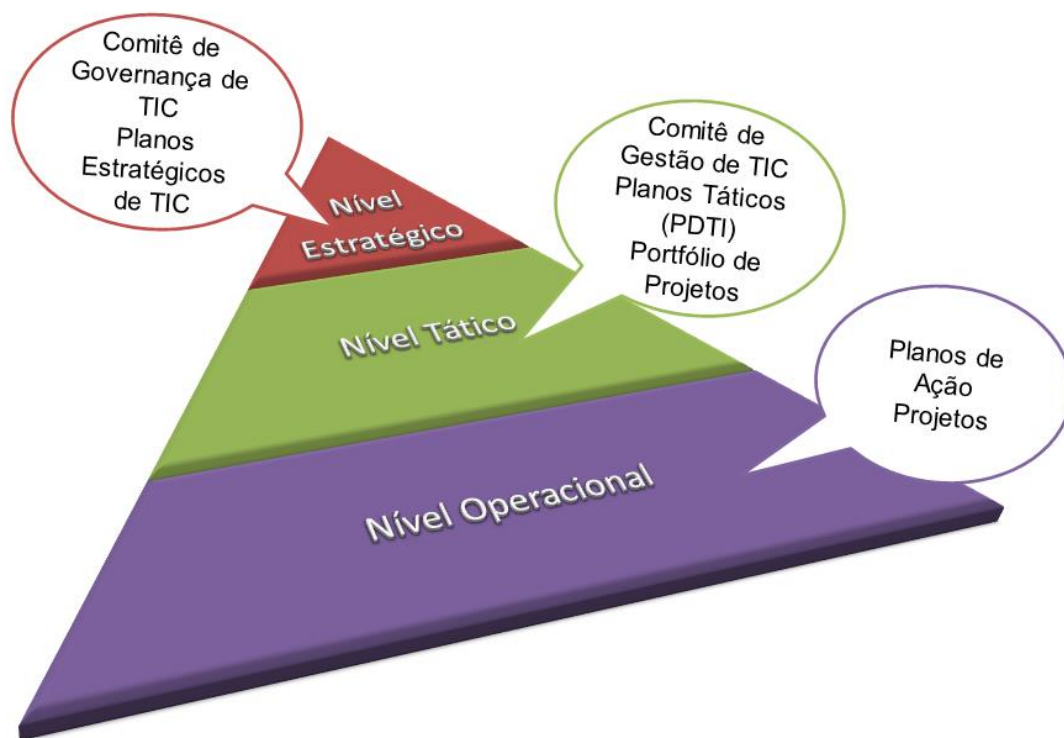 Comitê de
Governança de
TIC
Planos
Estratégicos
de TIC
Nível
Estratégico
Comitê de
Gestão de TIC
Planos Táticos
(PDTI)
Portfólio de
Projetos
Nível Tático
Planos de
Ação
Projetos
Nível Operacional